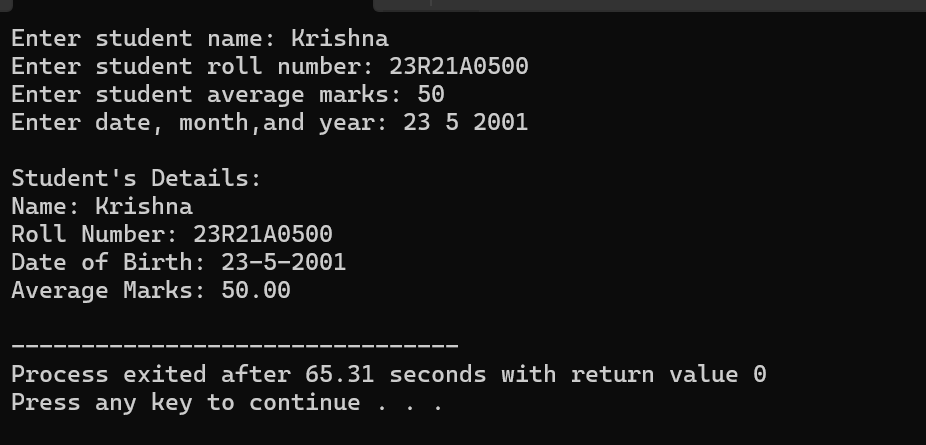 Enter student name: Krishna
Enter student roll number: 23R21A0500
Enter student average marks: 50
Enter date, month,and year: 23 5 2001
Student's Details:
Name: Krishna
Roll Number: 23R21A0500
Date of Birth: 23-5-2001
Average Marks: 50.00
--------------------------------
Process exited after 65.31 seconds with return value 0
Press any key to continue . . .